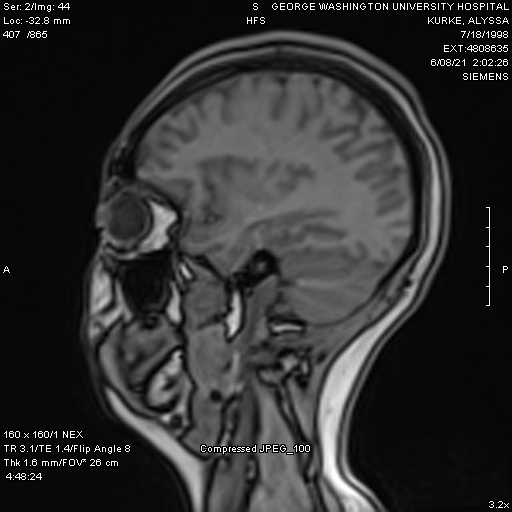 Ser: 2/Img: 44
Loc: -32.8 mm
407 /865
S
HFS
GEORGE WASHINGTON UNIVERSITY HOSPITAL
KURKE, ALYSSA
7/18/1998
EXT:4808635
6/08/21 2:02:26
SIEMENS
A
P
160 x 160/1 NEX
TR 3.1/TE 1.4/Flip Angle 8
Thk 1.6 mm/FOV* 26 cm
4:48:24
Compressed JPEG_100
3.2x